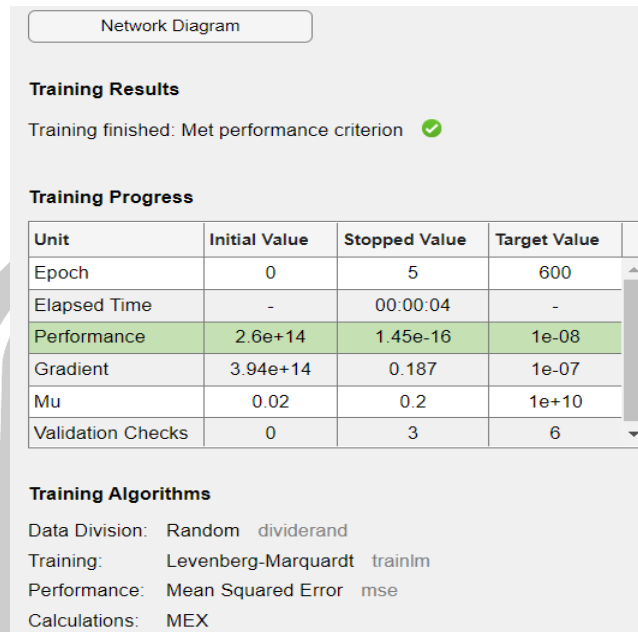 Network Diagram
Training Results
Training finished: Met performance criterion
Training Progress
Unit Initial Value Stopped Value Target Value
Epoch 0 5 600
Elapsed Time - 00:00:04 -
Performance 2.6e+14 1.45e-16 1e-08
Gradient 3.94e+14 0.187 1e-07
Mu 0.02 0.2 1e+10
Validation Checks 0 3 6
Training Algorithms
Data Division: Random dividerand
Training: Levenberg-Marquardt trainlm
Performance: Mean Squared Error mse
Calculations: MEX